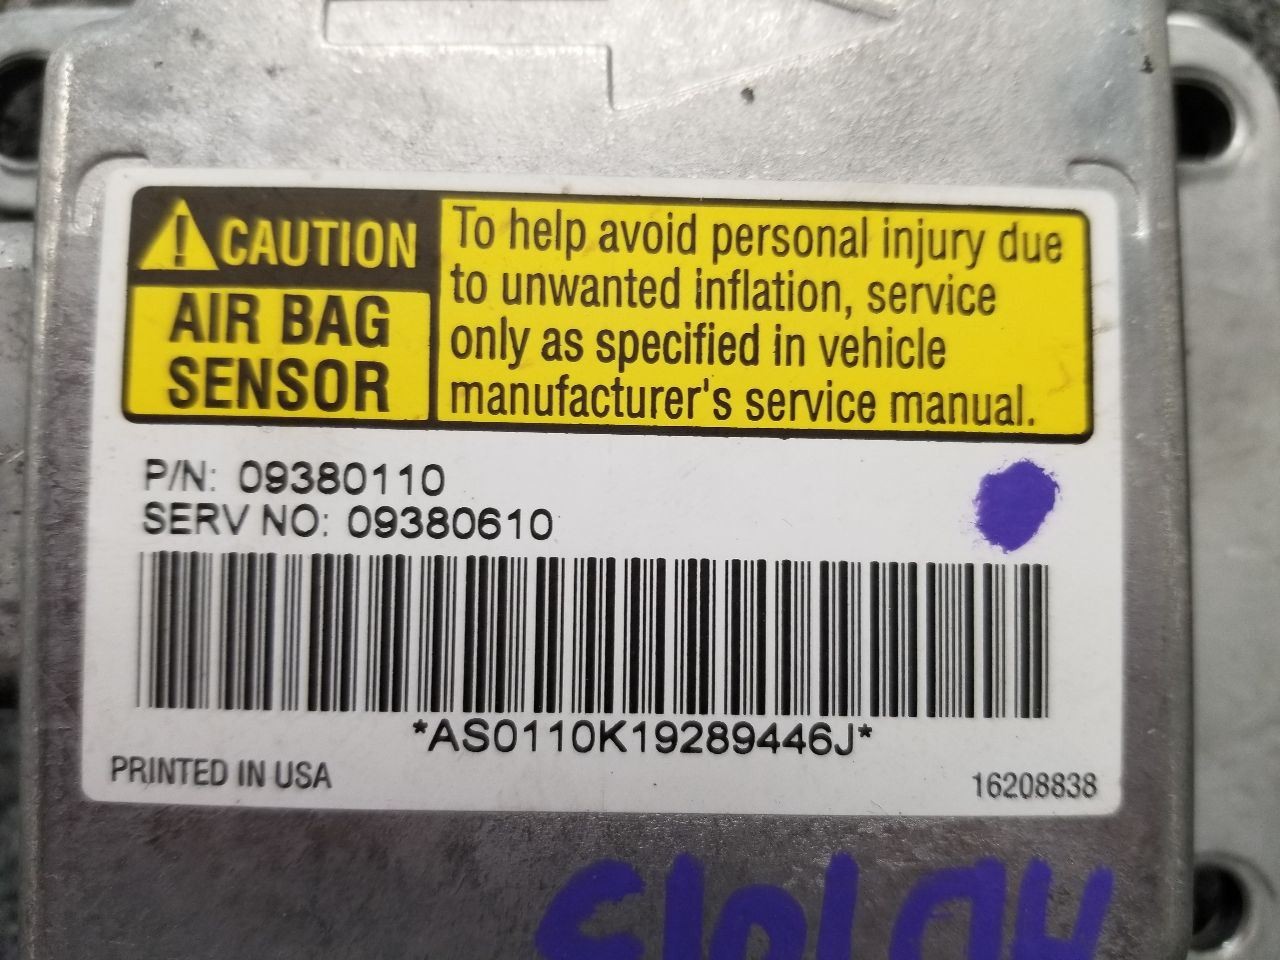 CAUTION
AIR BAG
SENSOR
To help avoid personal injury due
to unwanted inflation, service
only as specified in vehicle
manufacturer's service manual.
P/N: 09380110
SERV NO: 09380610
*AS0110K19289446J*
PRINTED IN USA
16208838